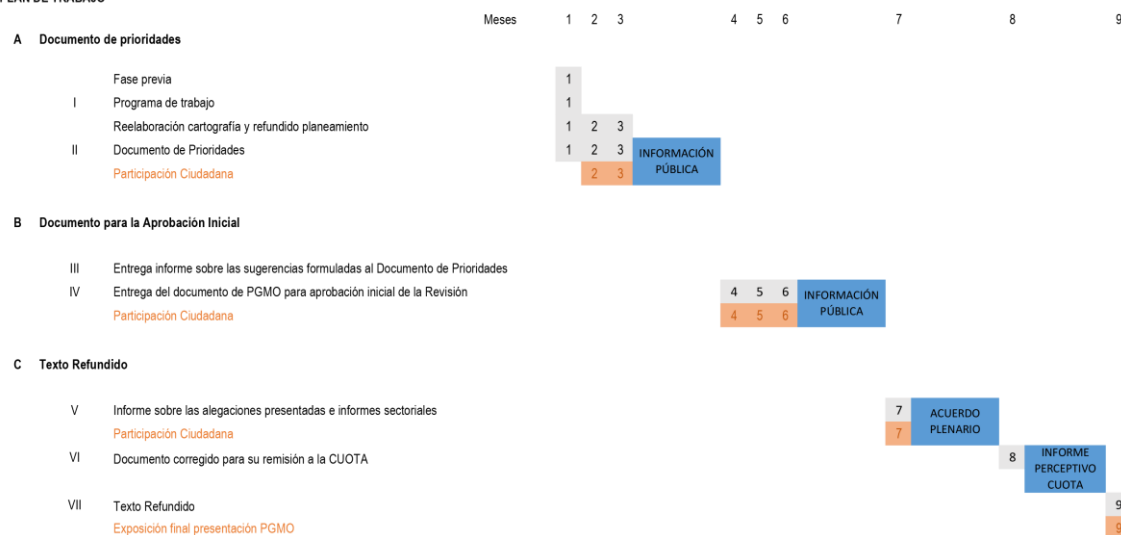 PLAN DE TRABAJO
Meses 1 2 3 4 5 6 7 8 9
A Documento de prioridades
Fase previa 1
I Programa de trabajo 1
Reelaboración cartografía y refundido planeamiento 1 2 3
II Documento de Prioridades 1 2 3 INFORMACIÓN PÚBLICA
Participación Ciudadana 2 3
B Documento para la Aprobación Inicial
III Entrega informe sobre las sugerencias formuladas al Documento de Prioridades
IV Entrega del documento de PGMO para aprobación inicial de la Revisión 4 5 6 INFORMACIÓN PÚBLICA
Participación Ciudadana 4 5 6
C Texto Refundido
V Informe sobre las alegaciones presentadas e informes sectoriales 7 ACUERDO PLENARIO
Participación Ciudadana 7
VI Documento corregido para su remisión a la CUOTA 8 INFORME PERCEPTIVO CUOTA
VII Texto Refundido 9
Exposición final presentación PGMO 9